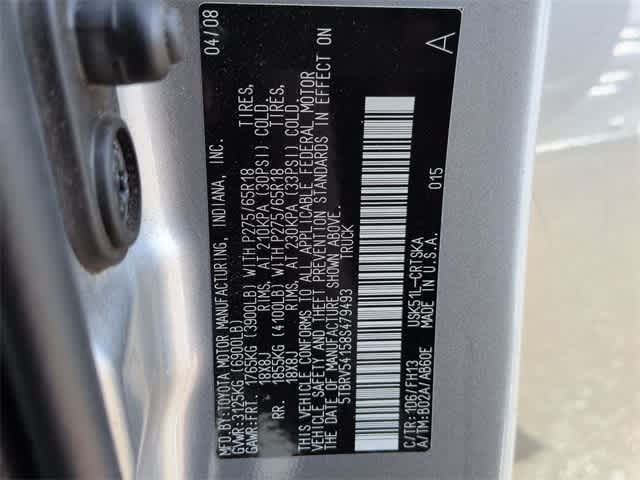 MFD.BY:TOYOTA MOTOR MANUFACTURING, INDIANA, INC. 04/08
GVWR:3125KG (6900LB)
GAWR:FRT. 1765KG (3900LB) WITH P275/65R18 TIRES,
18X8J RIMS, AT 210KPA (30PSI) COLD.
RR. 1855KG (4100LB) WITH P275/65R18 TIRES,
18X8J RIMS, AT 230KPA (33PSI) COLD.
THIS VEHICLE CONFORMS TO ALL APPLICABLE FEDERAL MOTOR
VEHICLE SAFETY AND THEFT PREVENTION STANDARDS IN EFFECT ON
THE DATE OF MANUFACTURE SHOWN ABOVE.
5TBRV54158S479493 TRUCK
015
C/TR:1D6/FH13 USK51L-CRTSKA
A/TM:B02A/AB60E MADE IN U.S.A. A